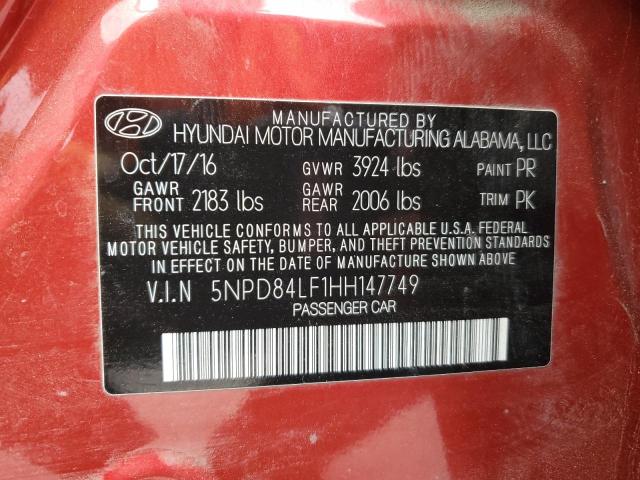 MANUFACTURED BY
HYUNDAI MOTOR MANUFACTURING ALABAMA, LLC
Oct/17/16 GVWR 3924 lbs PAINT PR
GAWR FRONT 2183 lbs GAWR REAR 2006 lbs TRIM PK
THIS VEHICLE CONFORMS TO ALL APPLICABLE U.S.A. FEDERAL
MOTOR VEHICLE SAFETY, BUMPER, AND THEFT PREVENTION STANDARDS
IN EFFECT ON THE DATE OF MANUFACTURE SHOWN ABOVE.
V.I.N 5NPD84LF1HH147749
PASSENGER CAR